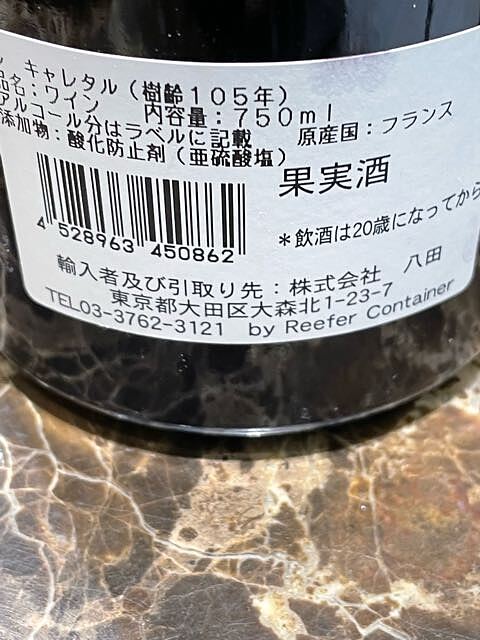 キャレタル（樹齢１０５年）
品名：ワイン　内容量：７５０ｍｌ
アルコール分はラベルに記載　原産国：フランス
添加物：酸化防止剤（亜硫酸塩）
果実酒
4 528963 450862
＊飲酒は20歳になってから
輸入者及び引取り先：株式会社　八田
東京都大田区大森北1-23-7
TEL03-3762-3121　by Reefer Container